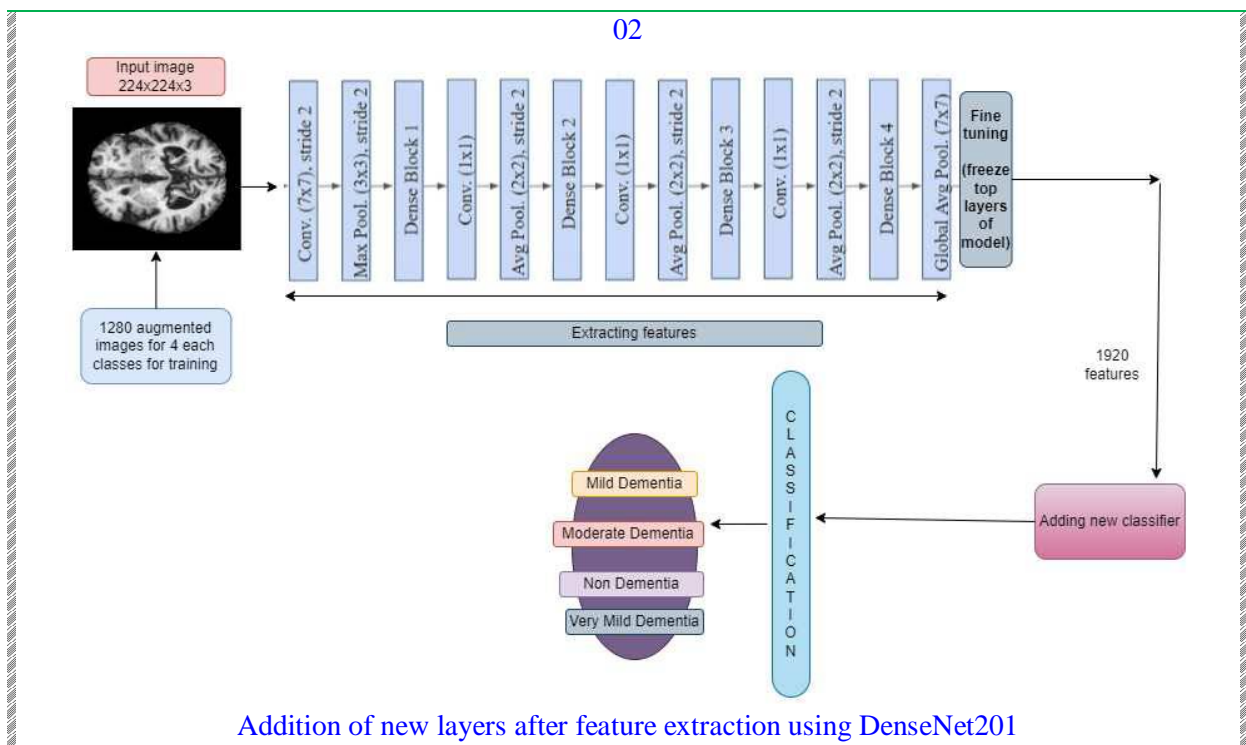 02
Input image
224x224x3
Conv. (7x7), stride 2
Max Pool. (3x3), stride 2
Dense Block 1
Conv. (1x1)
Avg Pool. (2x2), stride 2
Dense Block 2
Conv. (1x1)
Avg Pool. (2x2), stride 2
Dense Block 3
Conv. (1x1)
Avg Pool. (2x2), stride 2
Dense Block 4
Global Avg Pool. (7x7)
Fine
tuning
(freeze
top
layers
of
model)
1280 augmented
images for 4 each
classes for training
Extracting features
1920
features
Adding new classifier
CLASSIFICATION
Mild Dementia
Moderate Dementia
Non Dementia
Very Mild Dementia
Addition of new layers after feature extraction using DenseNet201